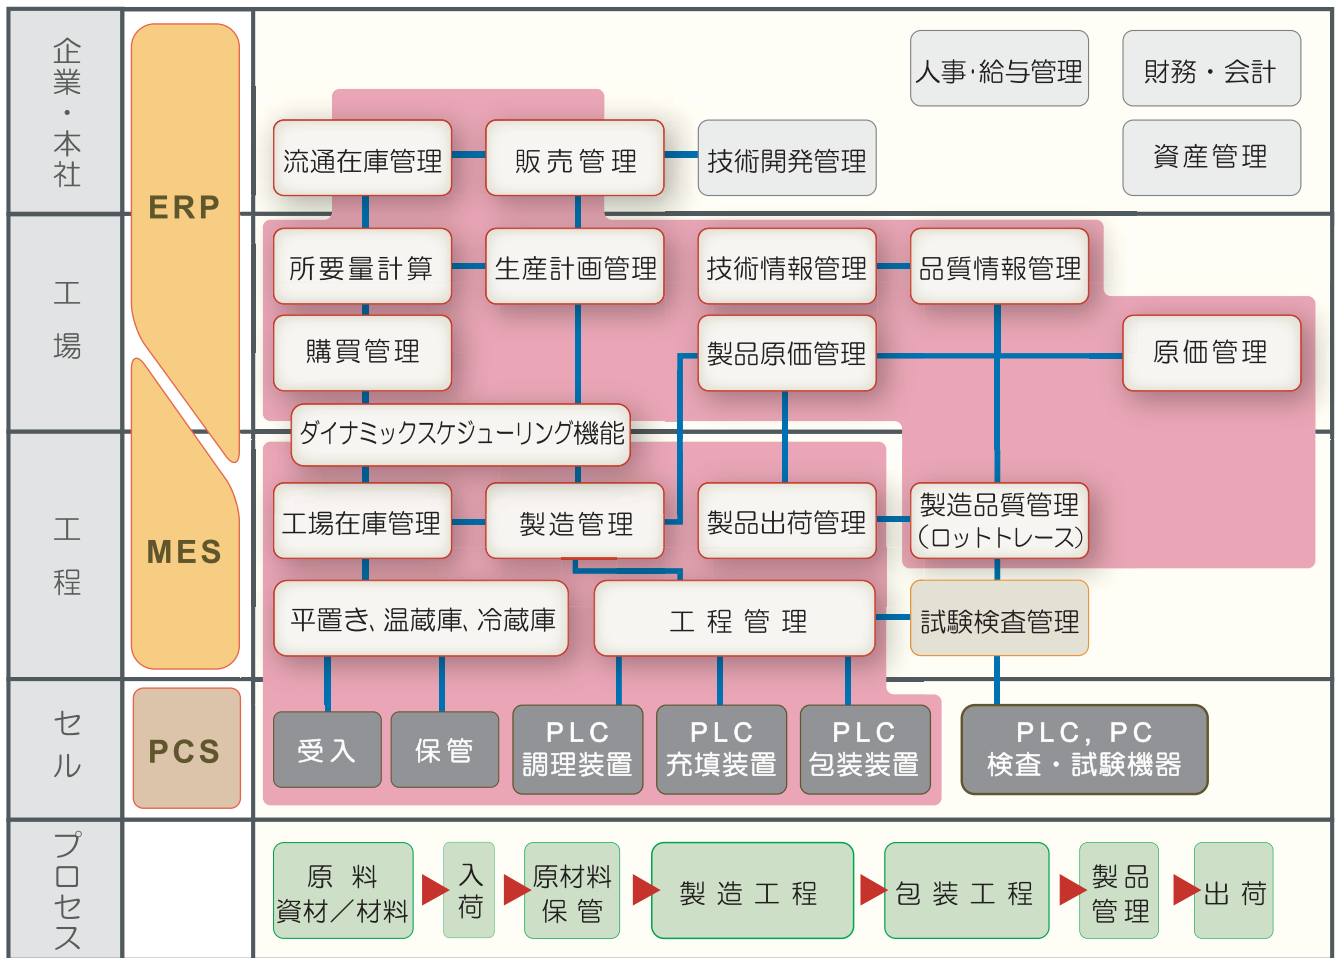 企業・本社
ERP
人事・給与管理
財務・会計
流通在庫管理
販売管理
技術開発管理
資産管理
工場
所要量計算
生産計画管理
技術情報管理
品質情報管理
購買管理
製品原価管理
原価管理
ダイナミックスケジューリング機能
工程
MES
工場在庫管理
製造管理
製品出荷管理
製造品質管理
（ロットトレース）
平置き、温蔵庫、冷蔵庫
工程管理
試験検査管理
セル
PCS
受入
保管
PLC
調理装置
PLC
充填装置
PLC
包装装置
PLC, PC
検査・試験機器
プロセス
原料
資材／材料
入荷
原材料
保管
製造工程
包装工程
製品
管理
出荷